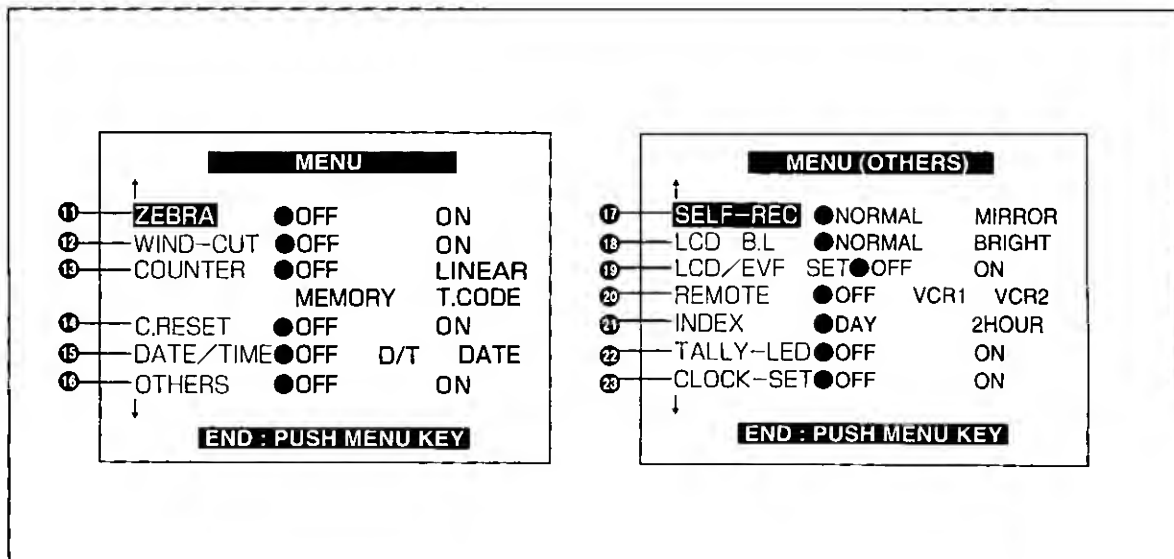 MENU
⓫ ZEBRA ●OFF ON
⓬ WIND-CUT ●OFF ON
⓭ COUNTER ●OFF LINEAR
MEMORY T.CODE
⓮ C.RESET ●OFF ON
⓯ DATE/TIME●OFF D/T DATE
⓰ OTHERS ●OFF ON
END : PUSH MENU KEY
MENU (OTHERS)
⓱ SELF-REC ●NORMAL MIRROR
⓲ LCD B.L ●NORMAL BRIGHT
⓳ LCD/EVF SET●OFF ON
⓴ REMOTE ●OFF VCR1 VCR2
21 INDEX ●DAY 2HOUR
22 TALLY-LED●OFF ON
23 CLOCK-SET●OFF ON
END : PUSH MENU KEY